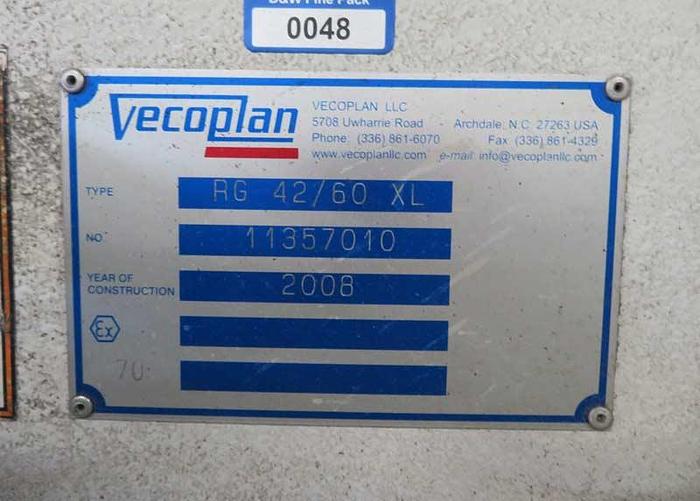 D&W Fine Pack
0048
Vecoplan
VECOPLAN LLC
5708 Uwharrie Road Archdale, N.C. 27263 USA
Phone: (336) 861-6070 Fax (336) 861-4329
www.vecoplanllc.com e-mail: info@vecoplanllc.com
TYPE RG 42/60 XL
NO 11357010
YEAR OF
CONSTRUCTION 2008
Ex
70